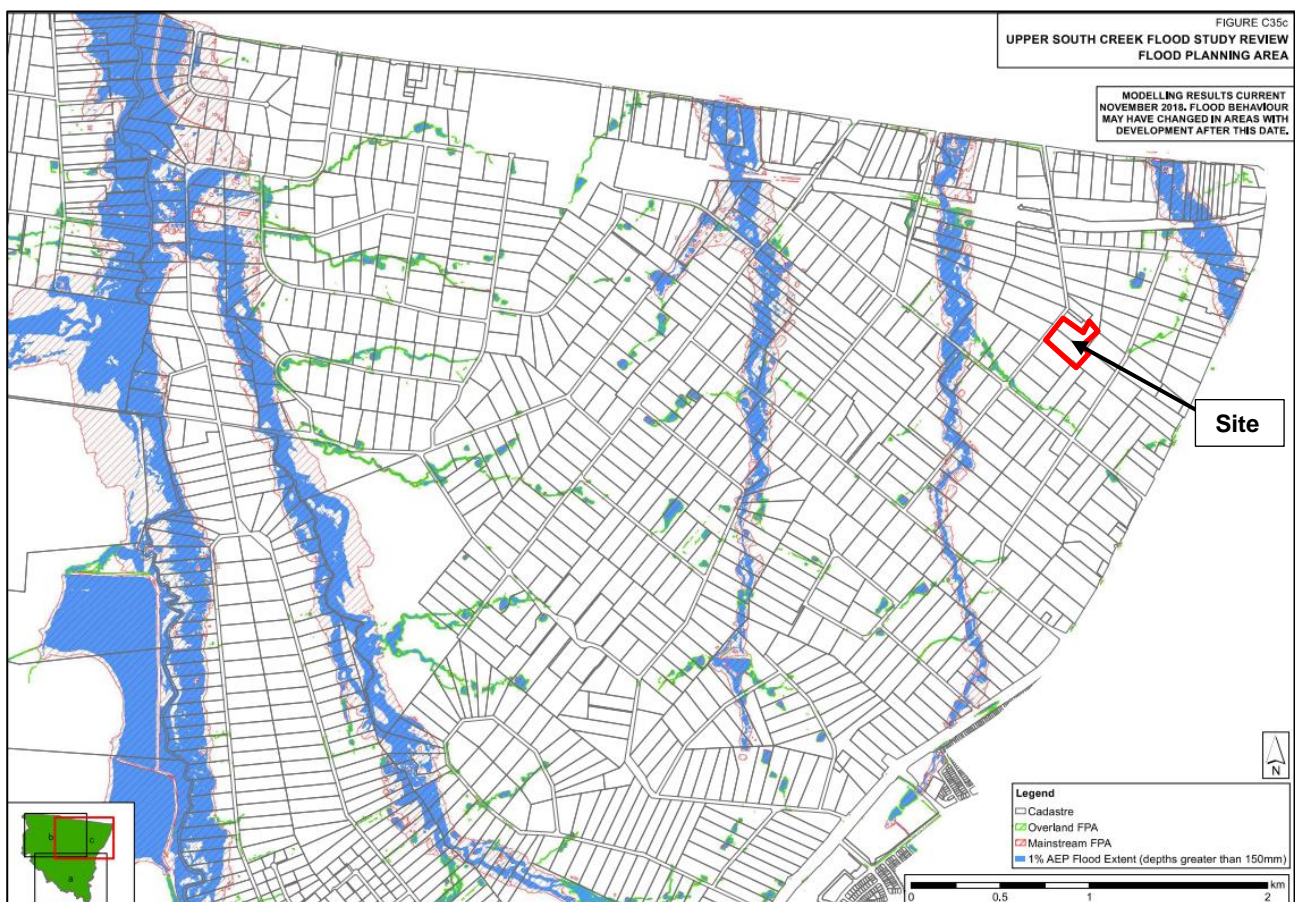 FIGURE C35c
UPPER SOUTH CREEK FLOOD STUDY REVIEW
FLOOD PLANNING AREA
MODELLING RESULTS CURRENT
NOVEMBER 2018. FLOOD BEHAVIOUR
MAY HAVE CHANGED IN AREAS WITH
DEVELOPMENT AFTER THIS DATE.
Site
N
Legend
Cadastre
Overland FPA
Mainstream FPA
1% AEP Flood Extent (depths greater than 150mm)
b
c
a
km
0 0.5 1 2